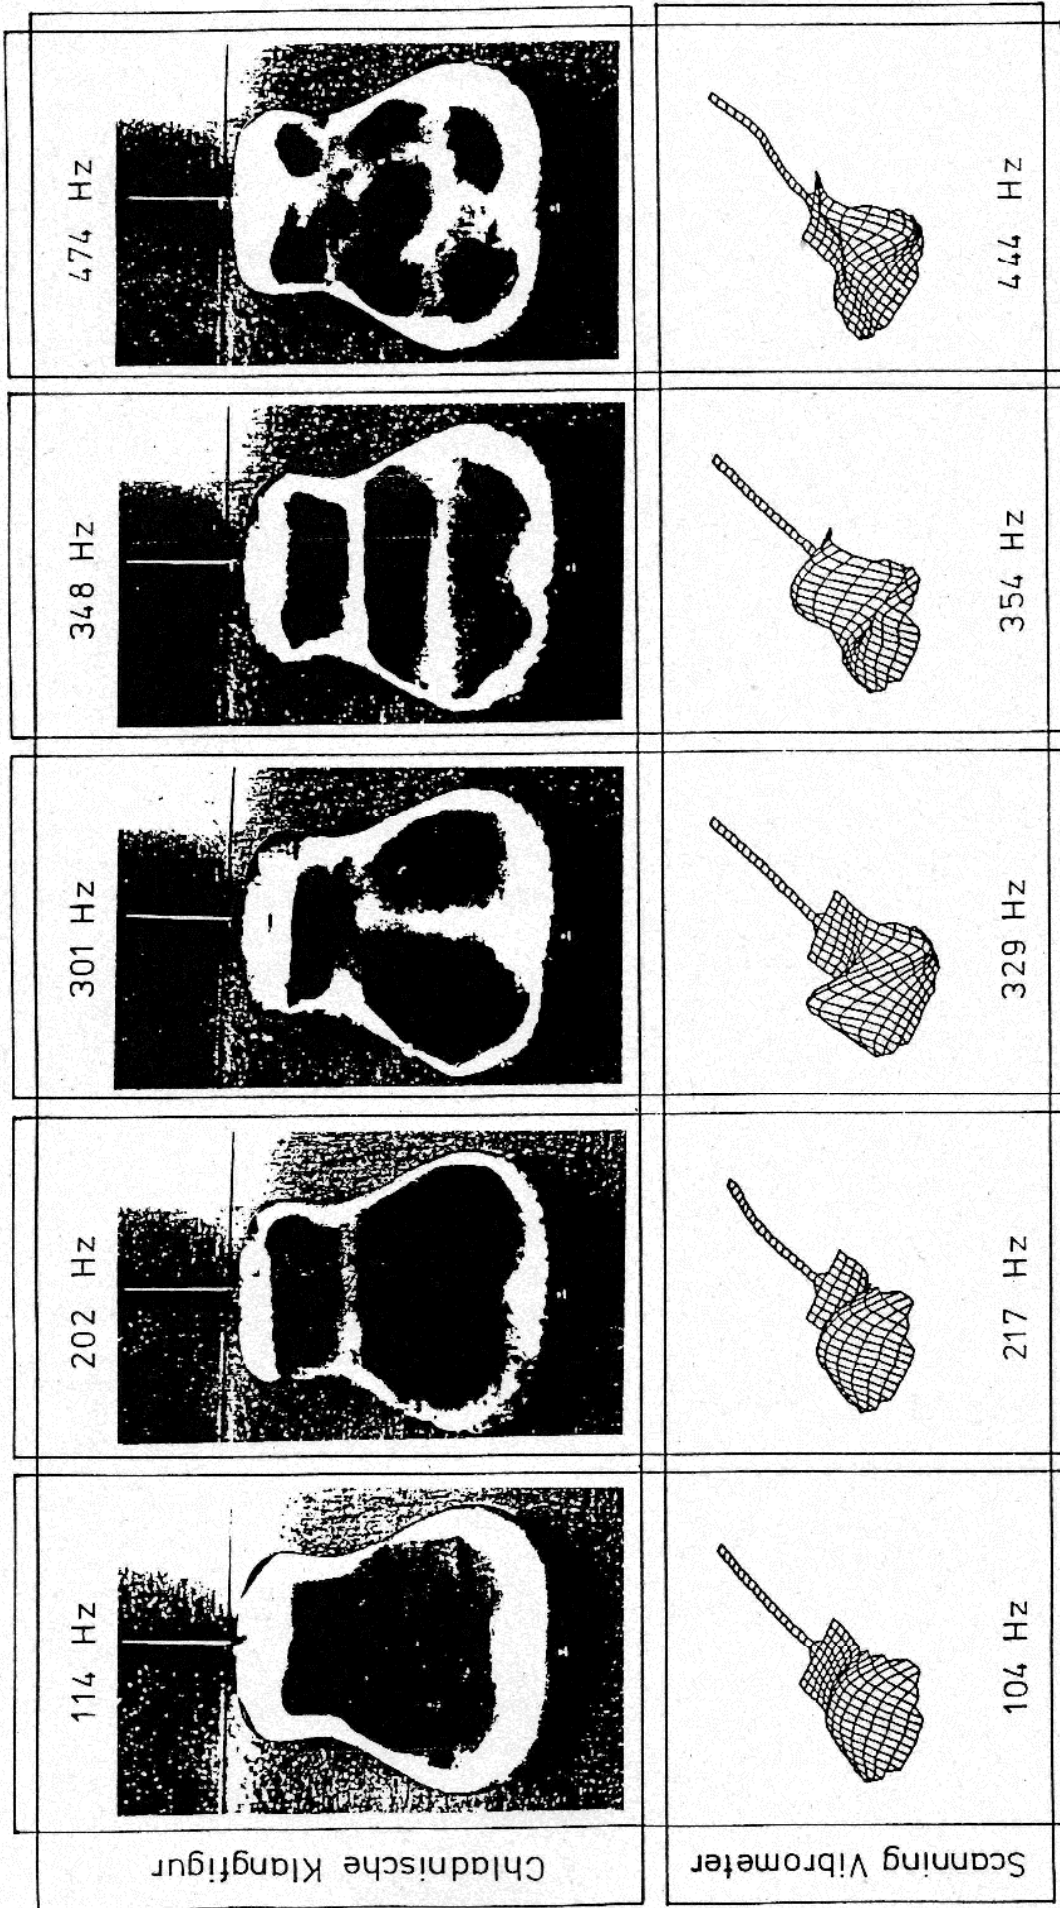 Chladnische Klangfigur
114 Hz
202 Hz
301 Hz
348 Hz
474 Hz
Scanning Vibrometer
104 Hz
217 Hz
329 Hz
354 Hz
444 Hz